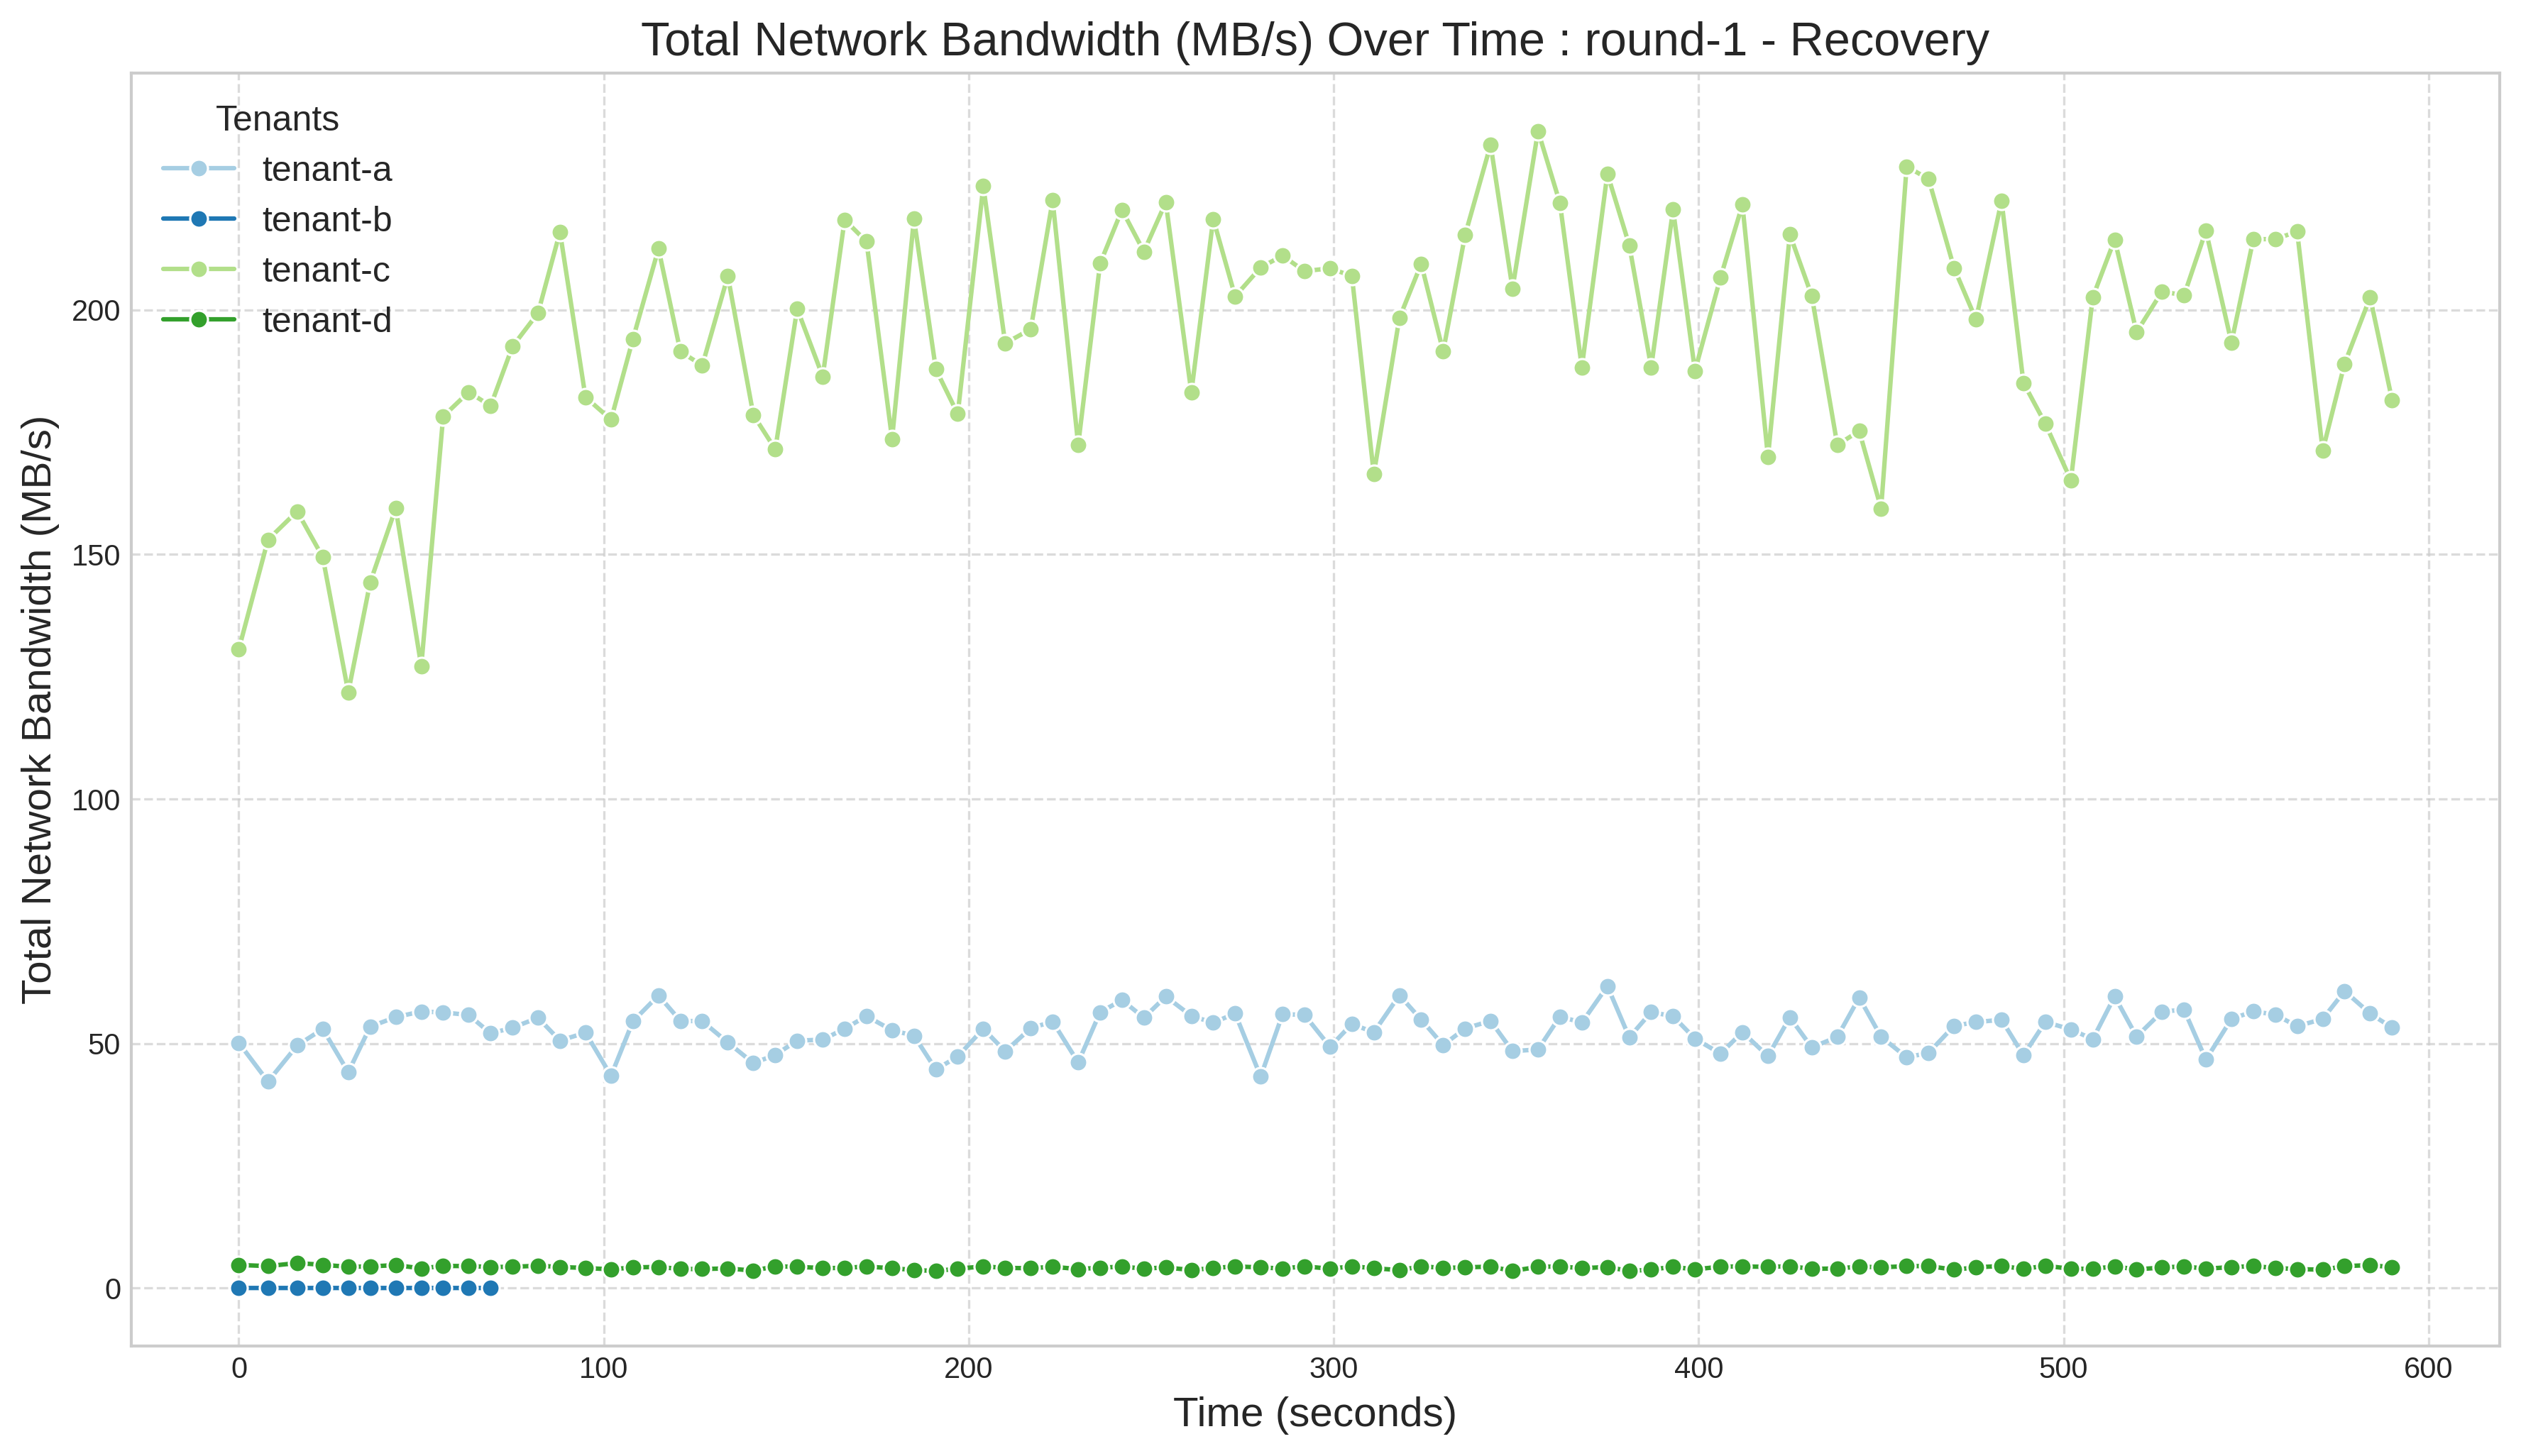 Total Network Bandwidth (MB/s) Over Time : round-1 - Recovery
Tenants
tenant-a
tenant-b
tenant-c
tenant-d
Total Network Bandwidth (MB/s)
200
150
100
50
0
0 100 200 300 400 500 600
Time (seconds)